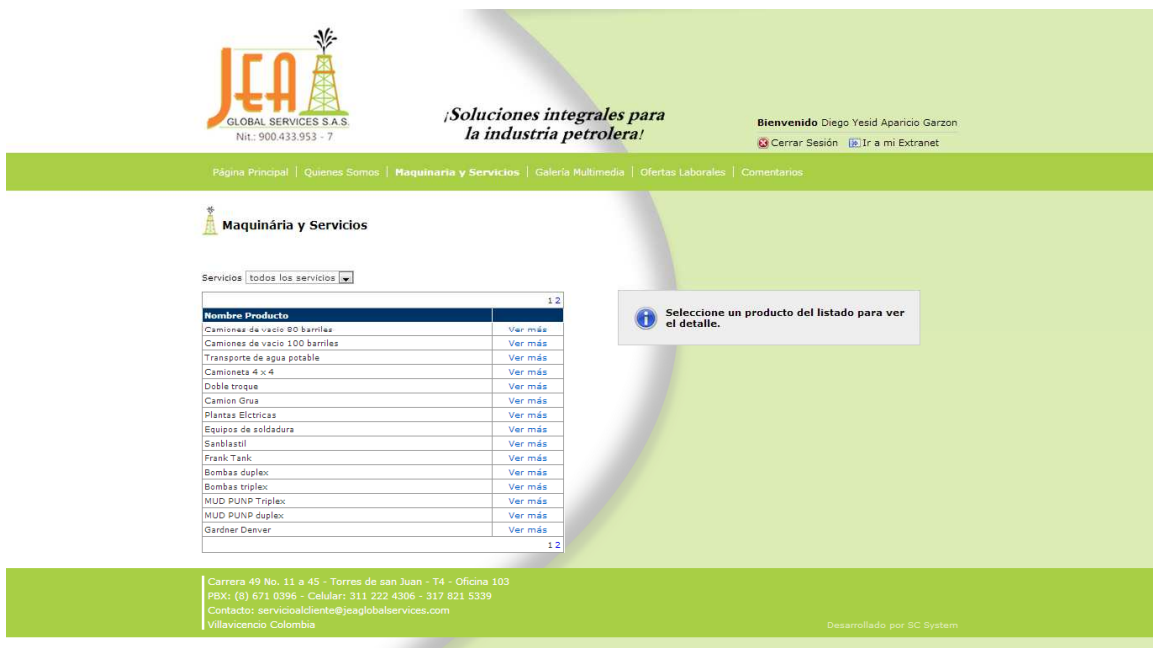 JEA
GLOBAL SERVICES S.A.S.
Nit.: 900.433.953 - 7
¡Soluciones integrales para
la industria petrolera!
Bienvenido Diego Yesid Aparicio Garzon
Cerrar Sesión Ir a mi Extranet
Página Principal | Quienes Somos | Maquinaria y Servicios | Galería Multimedia | Ofertas Laborales | Comentarios
Maquinária y Servicios
Servicios todos los servicios
1 2
Nombre Producto
Camiones de vacio 80 barriles Ver más
Camiones de vacio 100 barriles Ver más
Transporte de agua potable Ver más
Camioneta 4 x 4 Ver más
Doble troque Ver más
Camion Grua Ver más
Plantas Elctricas Ver más
Equipos de soldadura Ver más
Sanblastil Ver más
Frank Tank Ver más
Bombas duplex Ver más
Bombas triplex Ver más
MUD PUNP Triplex Ver más
MUD PUNP duplex Ver más
Gardner Denver Ver más
1 2
Seleccione un producto del listado para ver
el detalle.
Carrera 49 No. 11 a 45 - Torres de san Juan - T4 - Oficina 103
PBX: (8) 671 0396 - Celular: 311 222 4306 - 317 821 5339
Contacto: servicioalcliente@jeaglobalservices.com
Villavicencio Colombia
Desarrollado por SC System